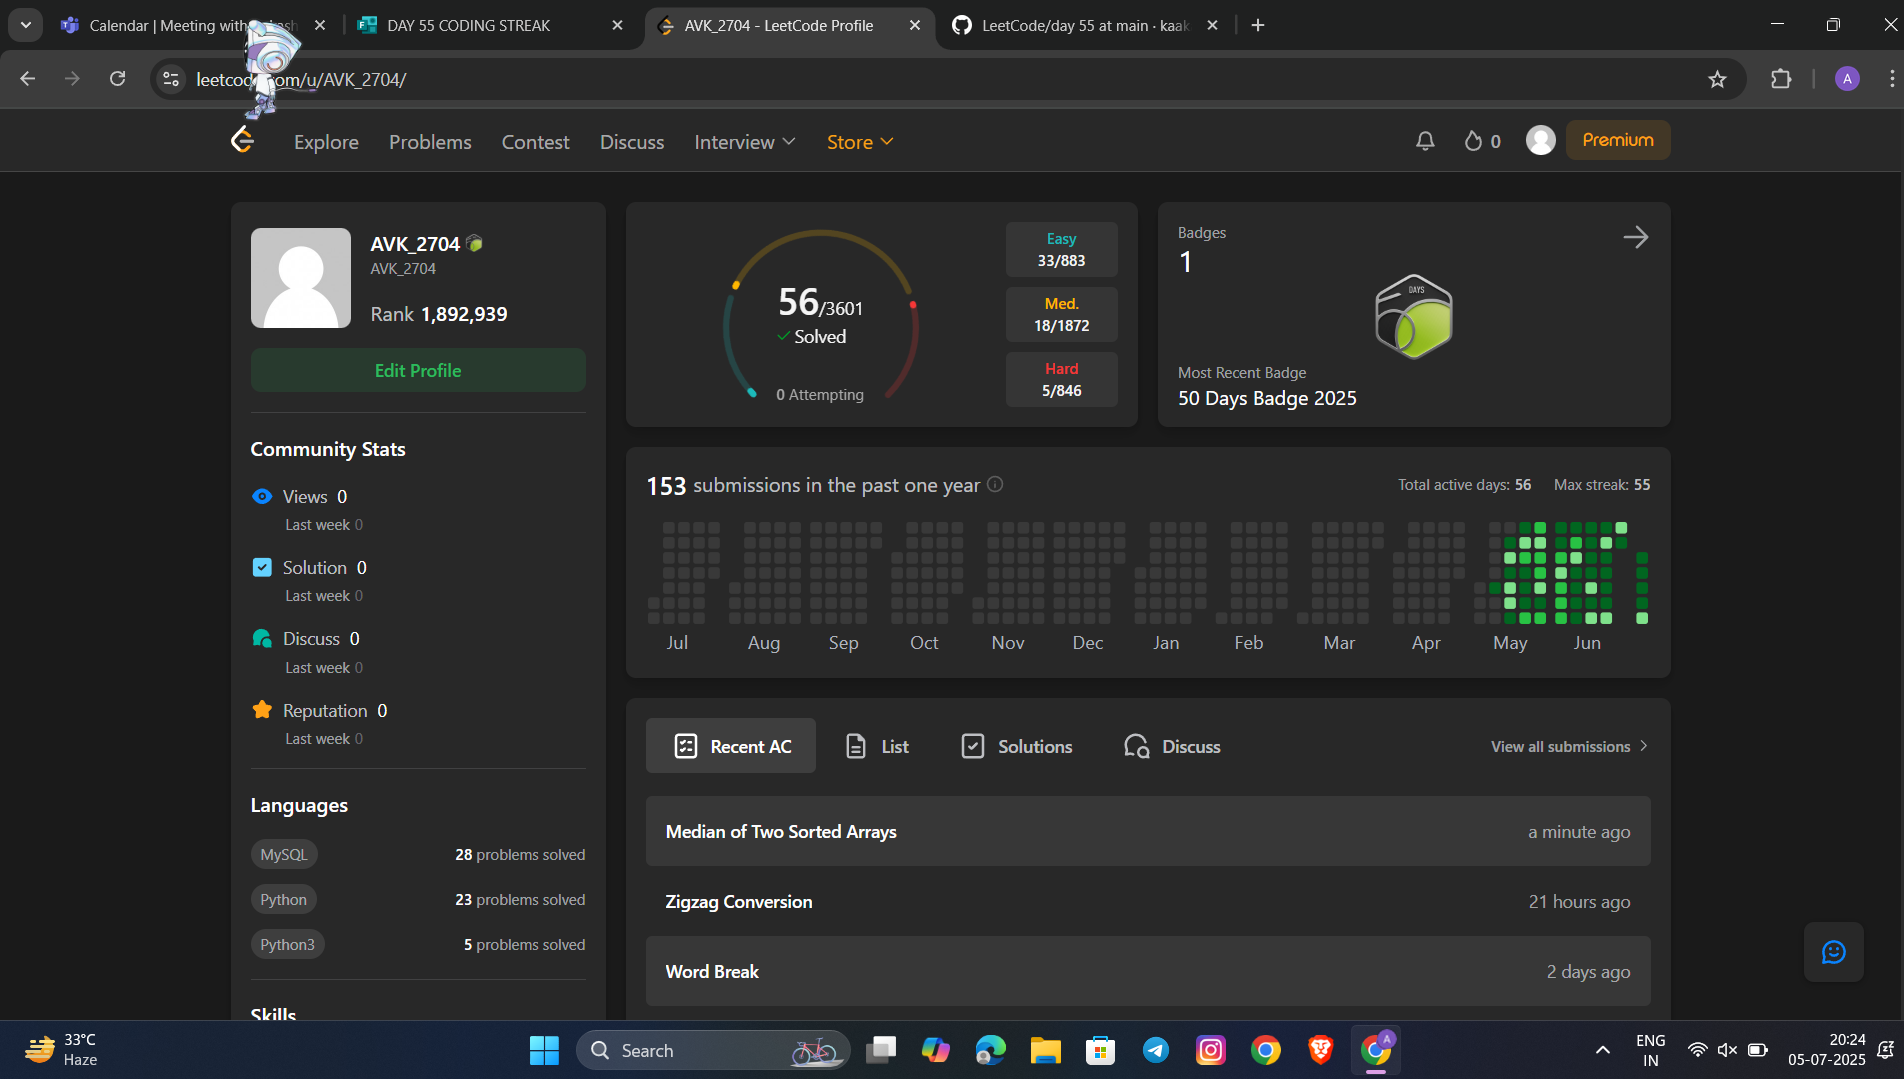 Calendar | Meeting with
DAY 55 CODING STREAK
AVK_2704 - LeetCode Profile
LeetCode/day 55 at main · kaak
leetcode.com/u/AVK_2704/
A
Explore
Problems
Contest
Discuss
Interview
Store
0
Premium
AVK_2704
AVK_2704
Rank 1,892,939
Edit Profile
Community Stats
Views 0
Last week 0
Solution 0
Last week 0
Discuss 0
Last week 0
Reputation 0
Last week 0
Languages
MySQL 28 problems solved
Python 23 problems solved
Python3 5 problems solved
Skills
56/3601
Solved
0 Attempting
Easy
33/883
Med.
18/1872
Hard
5/846
Badges
1
DAYS
Most Recent Badge
50 Days Badge 2025
153 submissions in the past one year
Total active days: 56 Max streak: 55
Jul Aug Sep Oct Nov Dec Jan Feb Mar Apr May Jun
Recent AC
List
Solutions
Discuss
View all submissions
Median of Two Sorted Arrays a minute ago
Zigzag Conversion 21 hours ago
Word Break 2 days ago
33°C
Haze
Search
A
ENG
IN
20:24
05-07-2025